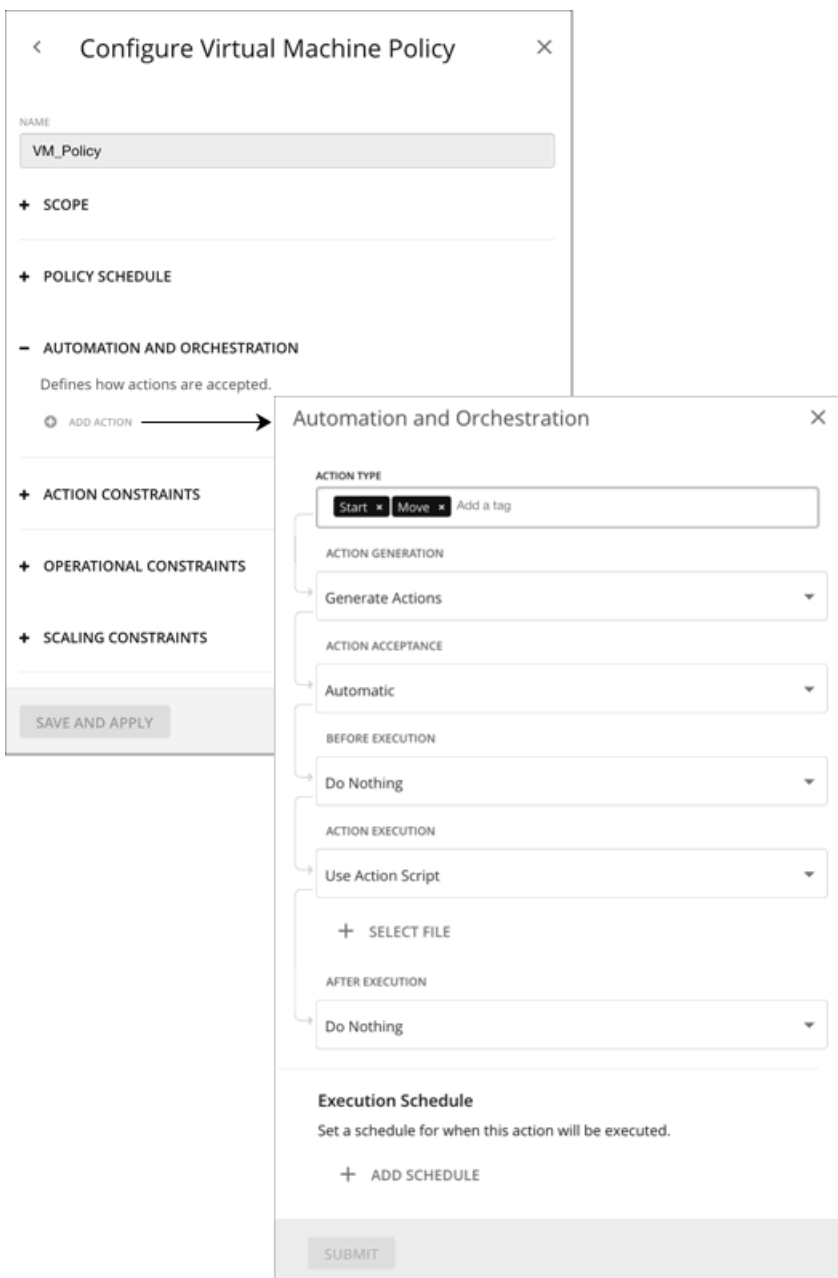 Configure Virtual Machine Policy
NAME
VM_Policy
SCOPE
POLICY SCHEDULE
AUTOMATION AND ORCHESTRATION
Defines how actions are accepted.
ADD ACTION
ACTION CONSTRAINTS
OPERATIONAL CONSTRAINTS
SCALING CONSTRAINTS
SAVE AND APPLY
Automation and Orchestration
ACTION TYPE
Start × Move × Add a tag
ACTION GENERATION
Generate Actions
ACTION ACCEPTANCE
Automatic
BEFORE EXECUTION
Do Nothing
ACTION EXECUTION
Use Action Script
SELECT FILE
AFTER EXECUTION
Do Nothing
Execution Schedule
Set a schedule for when this action will be executed.
ADD SCHEDULE
SUBMIT